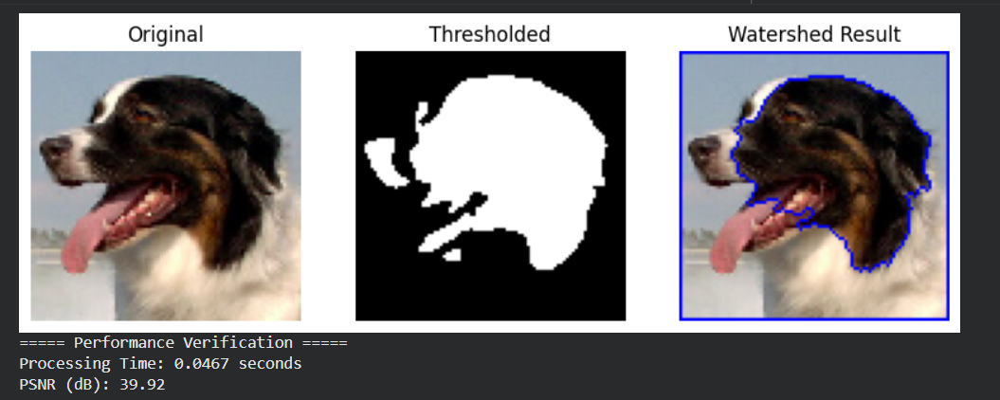 Original Thresholded Watershed Result
===== Performance Verification =====
Processing Time: 0.0467 seconds
PSNR (dB): 39.92